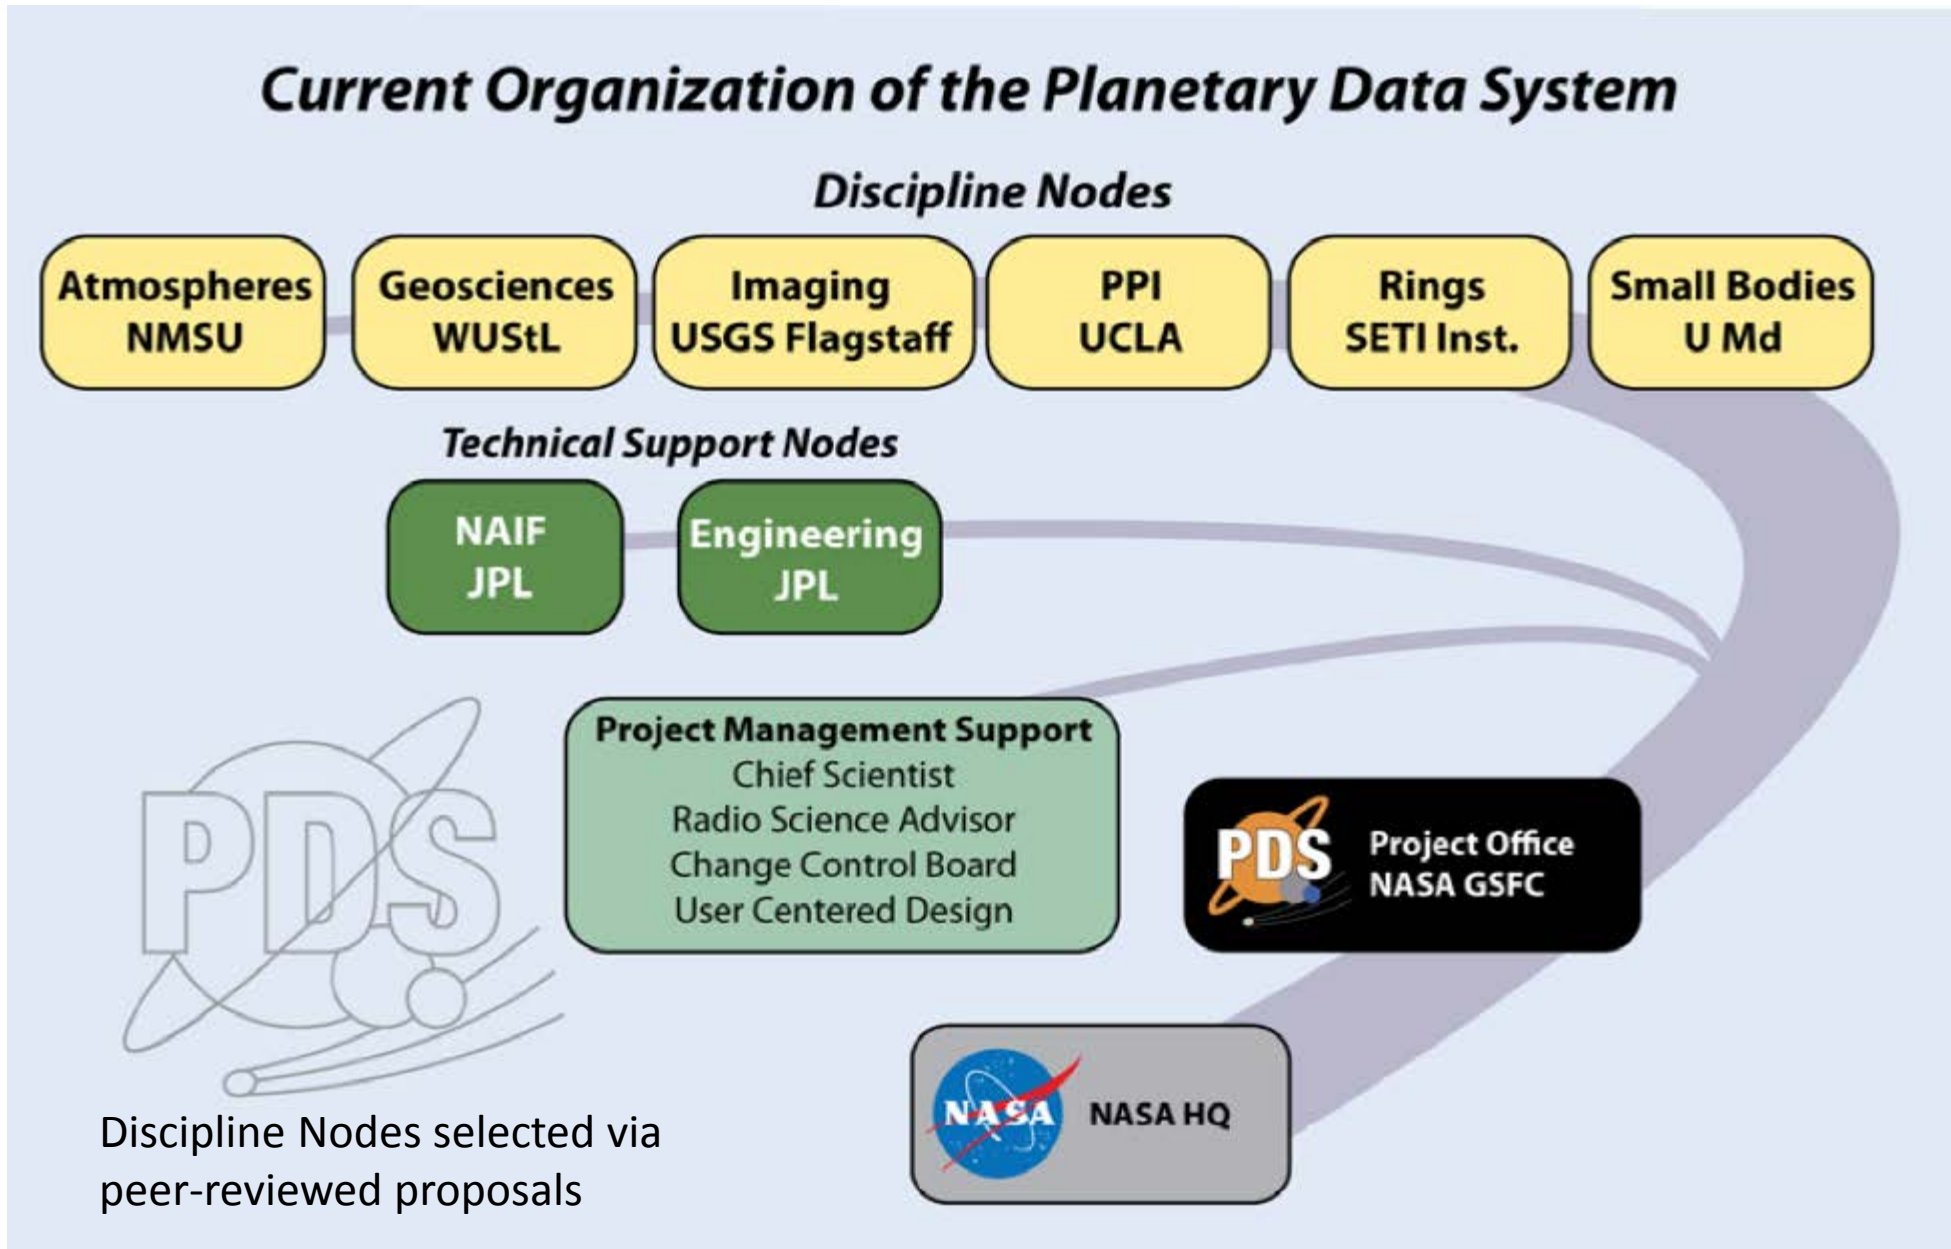 Current Organization of the Planetary Data System
Discipline Nodes
Atmospheres
NMSU
Geosciences
WUStL
Imaging
USGS Flagstaff
PPI
UCLA
Rings
SETI Inst.
Small Bodies
U Md
Technical Support Nodes
NAIF
JPL
Engineering
JPL
Project Management Support
Chief Scientist
Radio Science Advisor
Change Control Board
User Centered Design
PDS
PDS
Project Office
NASA GSFC
NASA
NASA HQ
Discipline Nodes selected via
peer-reviewed proposals